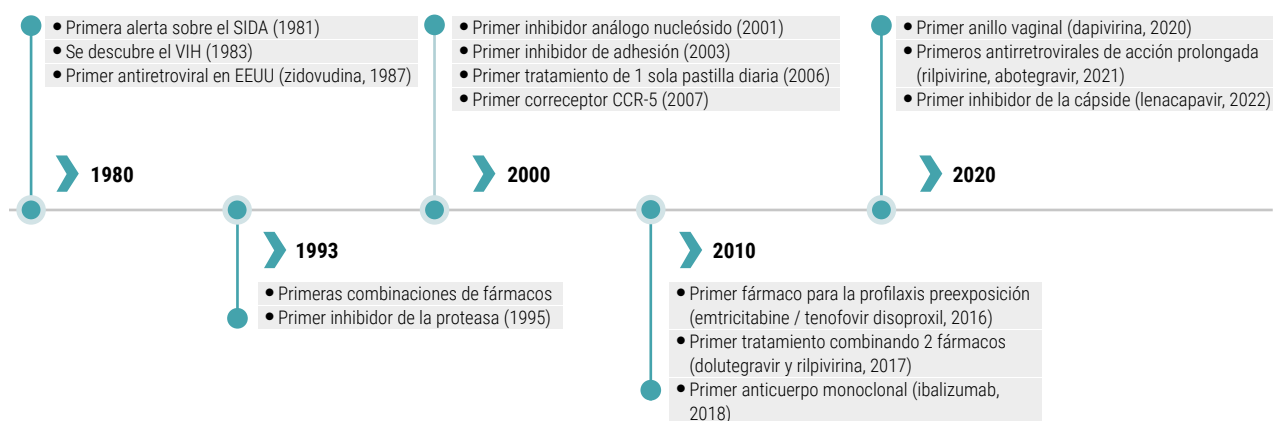 • Primera alerta sobre el SIDA (1981)
• Se descubre el VIH (1983)
• Primer antiretroviral en EEUU (zidovudina, 1987)
1980
1993
• Primeras combinaciones de fármacos
• Primer inhibidor de la proteasa (1995)
• Primer inhibidor análogo nucleósido (2001)
• Primer inhibidor de adhesión (2003)
• Primer tratamiento de 1 sola pastilla diaria (2006)
• Primer correceptor CCR-5 (2007)
2000
2010
• Primer fármaco para la profilaxis preexposición
(emtricitabine / tenofovir disoproxil, 2016)
• Primer tratamiento combinando 2 fármacos
(dolutegravir y rilpivirina, 2017)
• Primer anticuerpo monoclonal (ibalizumab,
2018)
• Primer anillo vaginal (dapivirina, 2020)
• Primeros antirretrovirales de acción prolongada
(rilpivirine, abotegravir, 2021)
• Primer inhibidor de la cápside (lenacapavir, 2022)
2020